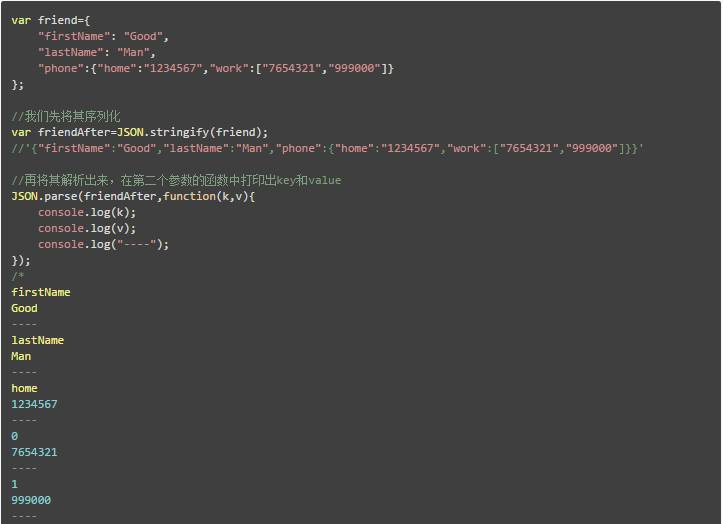 var friend={
    "firstName": "Good",
    "lastName": "Man",
    "phone":{"home":"1234567","work":["7654321","999000"]}
};

//我们先将其序列化
var friendAfter=JSON.stringify(friend);
//'{"firstName":"Good","lastName":"Man","phone":{"home":"1234567","work":["7654321","999000"]}}'

//再将其解析出来，在第二个参数的函数中打印出key和value
JSON.parse(friendAfter,function(k,v){
    console.log(k);
    console.log(v);
    console.log("----");
});
/*
firstName
Good
----
lastName
Man
----
home
1234567
----
0
7654321
----
1
999000
----